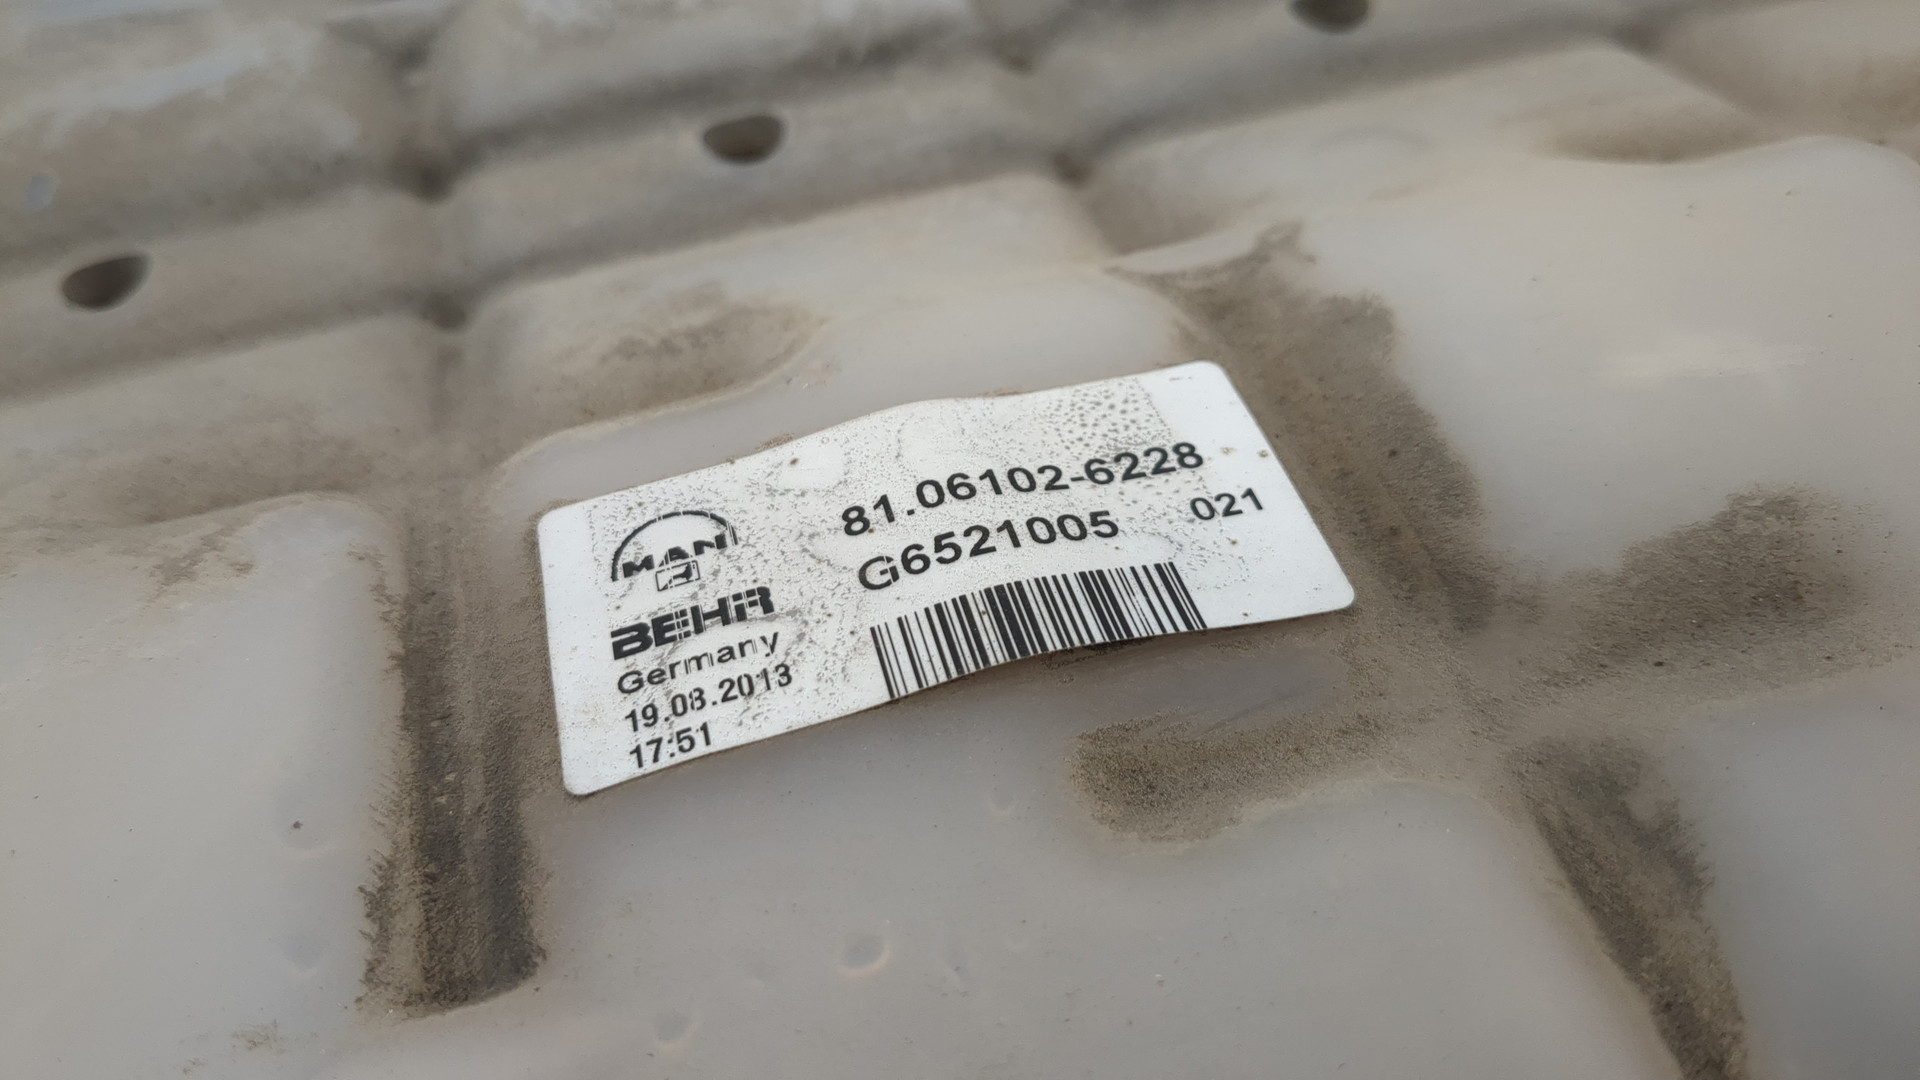 MAN
BEHR
Germany
19.08.2013
17:51
81.06102-6228
G6521005 021